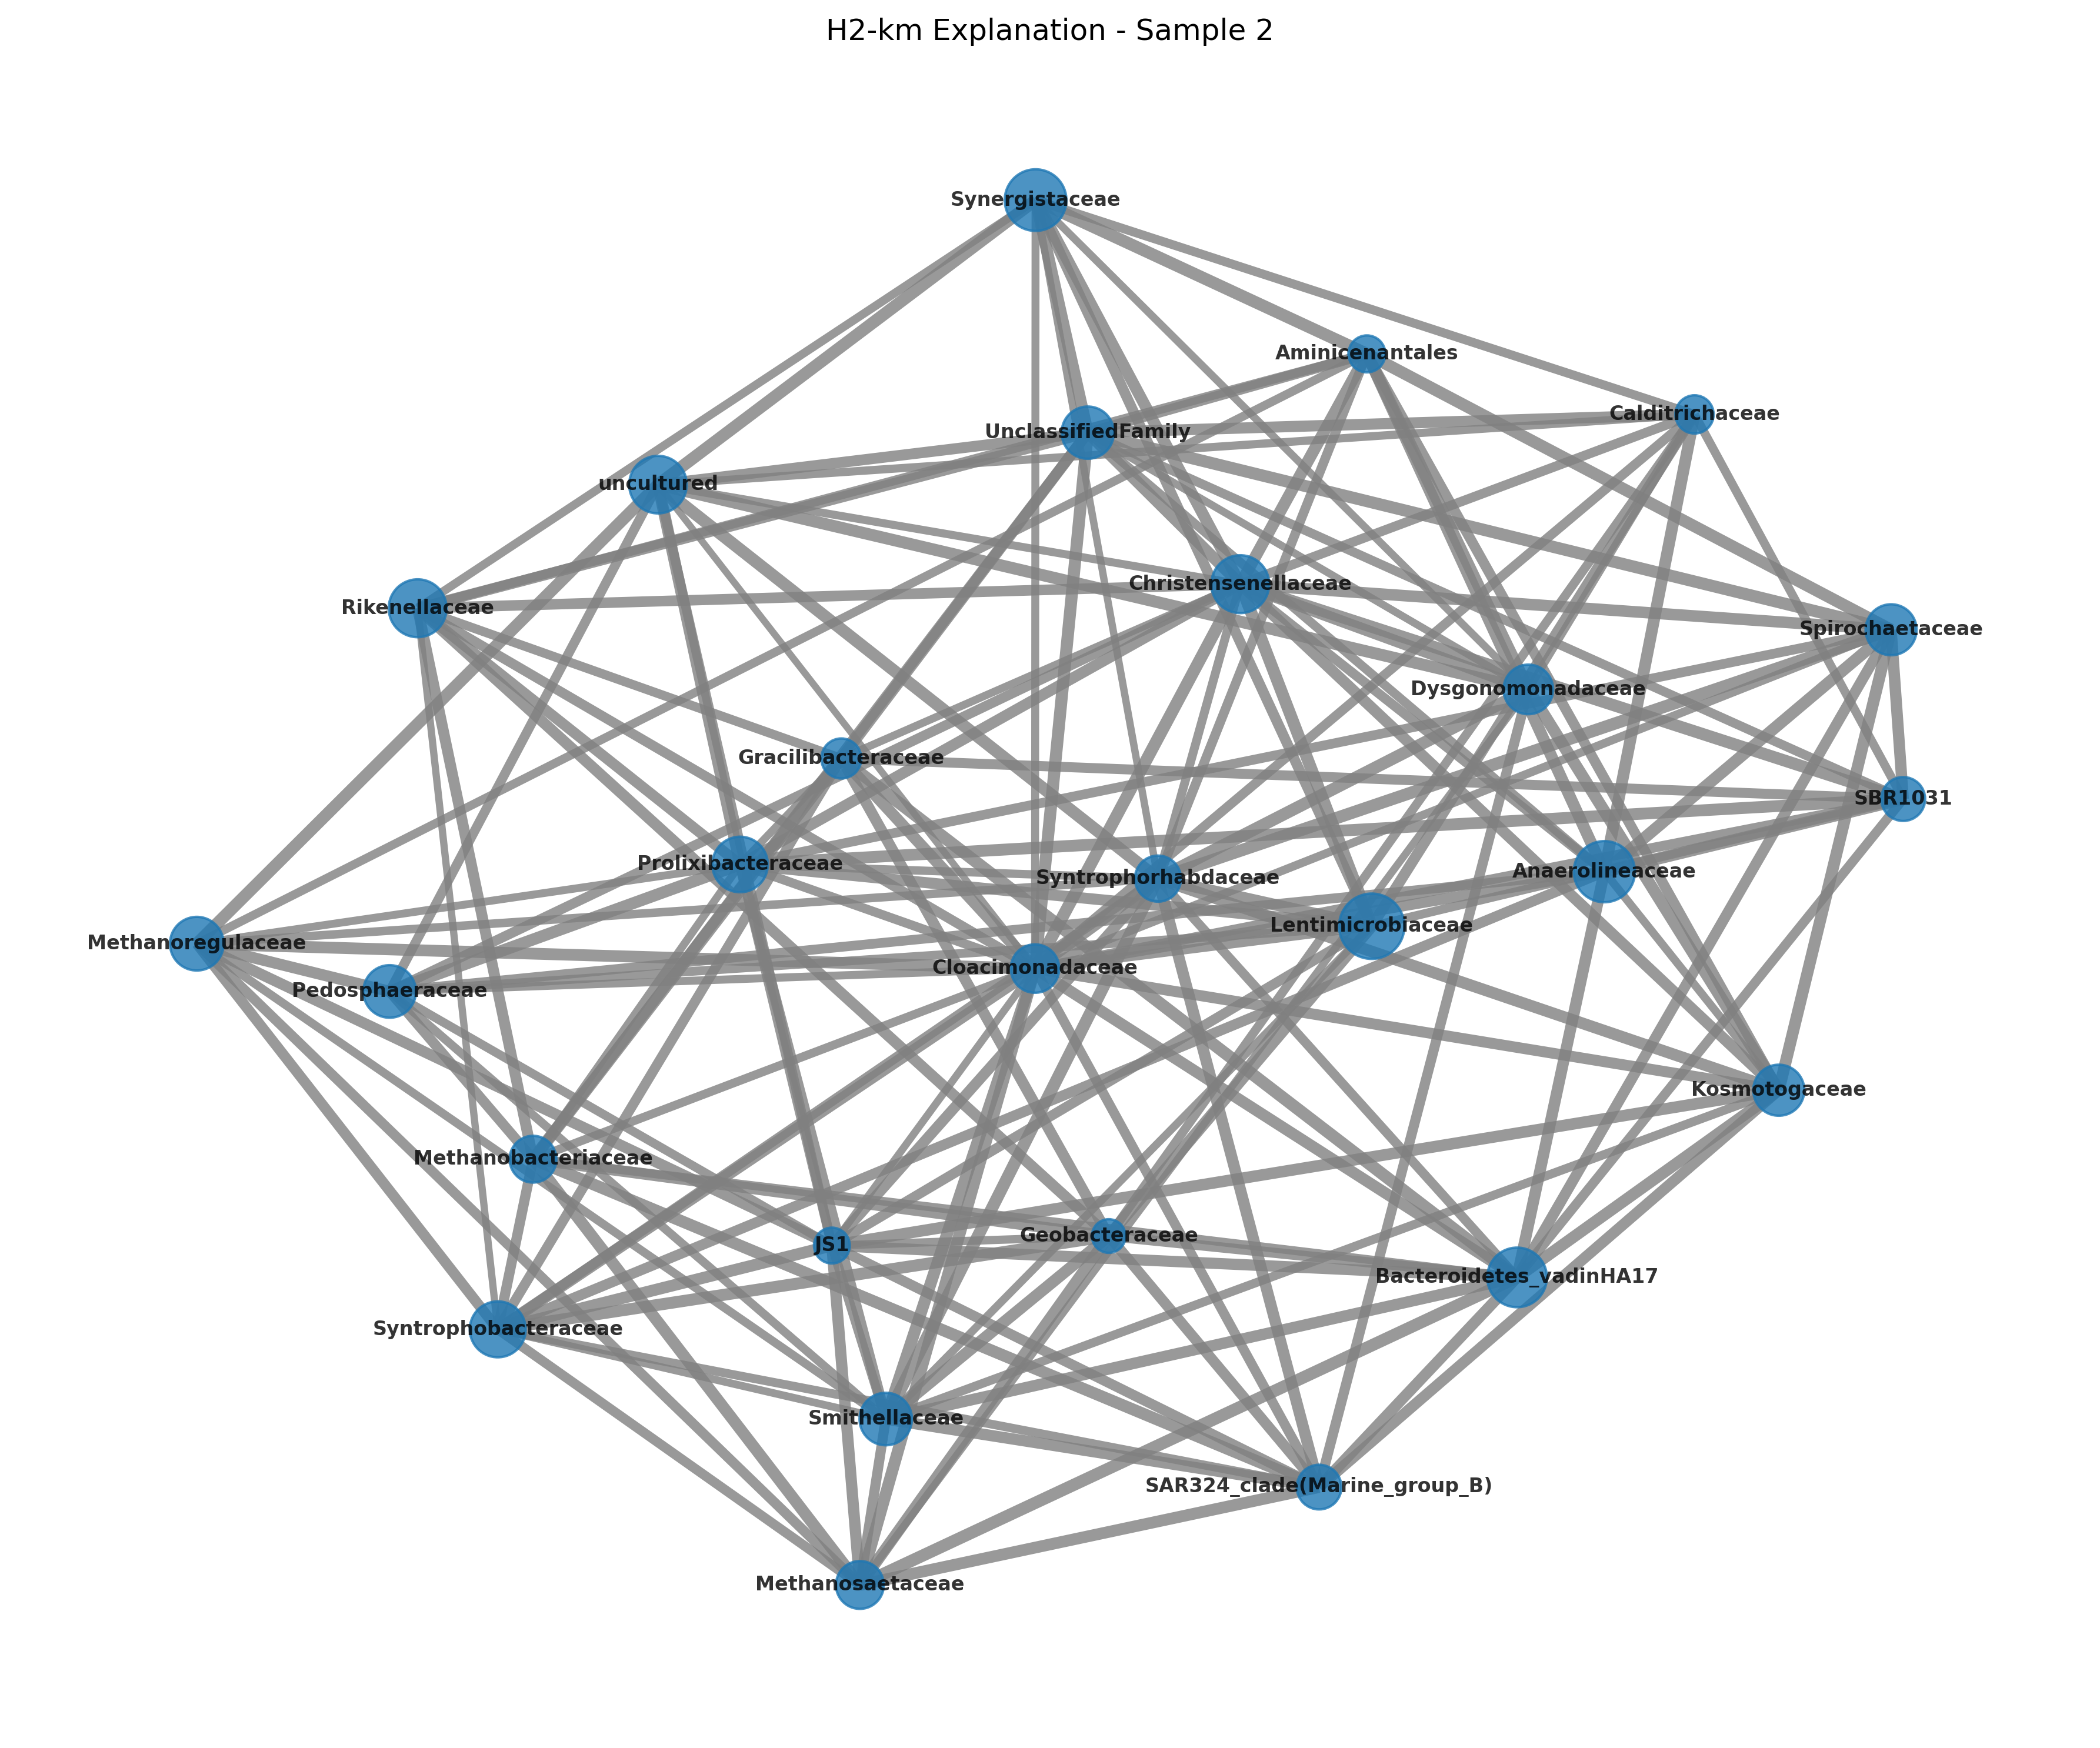 H2-km Explanation - Sample 2
Synergistaceae
Aminicenantales
Calditrichaceae
UnclassifiedFamily
uncultured
Christensenellaceae
Rikenellaceae
Spirochaetaceae
Dysgonomonadaceae
Gracilibacteraceae
SBR1031
Prolixibacteraceae
Anaerolineaceae
Syntrophorhabdaceae
Lentimicrobiaceae
Methanoregulaceae
Cloacimonadaceae
Pedosphaeraceae
Kosmotogaceae
Methanobacteriaceae
Geobacteraceae
JS1
Bacteroidetes_vadinHA17
Syntrophobacteraceae
Smithellaceae
SAR324_clade(Marine_group_B)
Methanosaetaceae